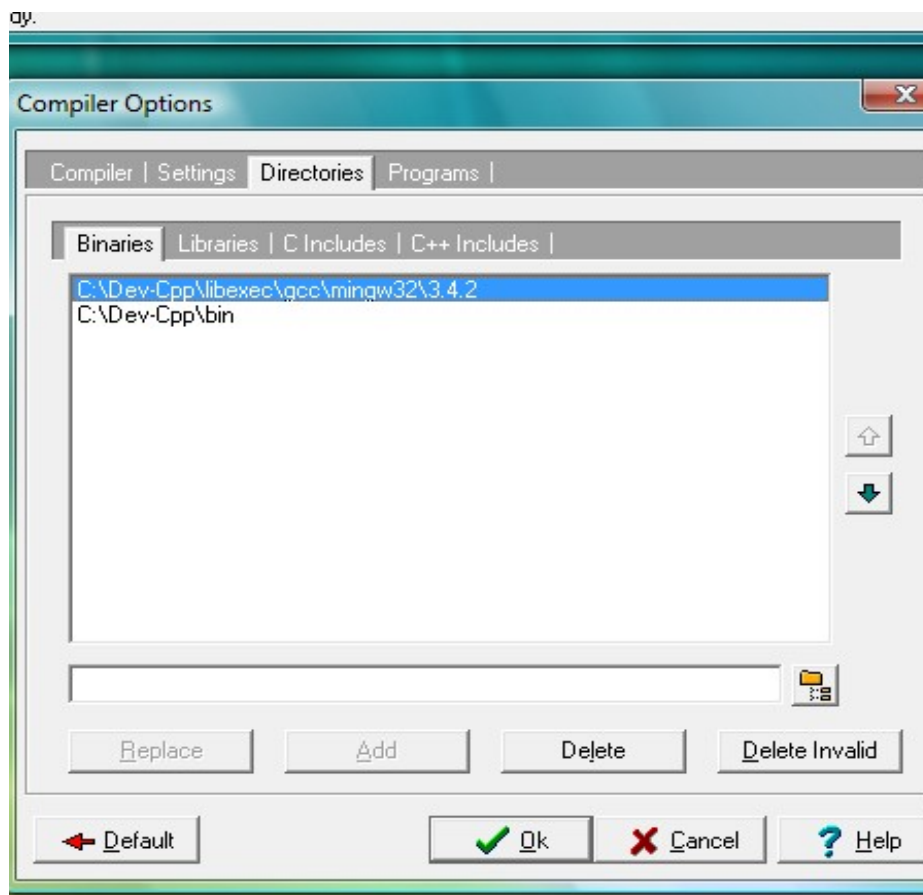 ay.
Compiler Options
Compiler | Settings Directories Programs |
Binaries Libraries | C Includes | C++ Includes |
C:\Dev-Cpp\libexec\gcc\mingw32\3.4.2
C:\Dev-Cpp\bin
Replace Add Delete Delete Invalid
Default Ok Cancel Help